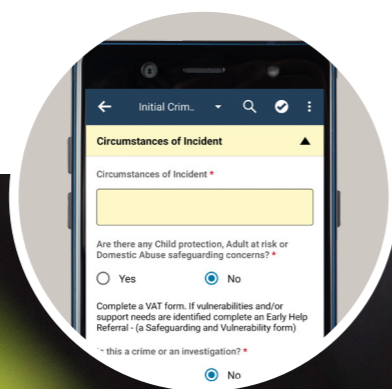 Initial Crim..
Circumstances of Incident
Circumstances of Incident *
Are there any Child protection, Adult at risk or
Domestic Abuse safeguarding concerns? *
Yes No
Complete a VAT form. If vulnerabilities and/or
support needs are identified complete an Early Help
Referral - (a Safeguarding and Vulnerability form)
this a crime or an investigation? *
No